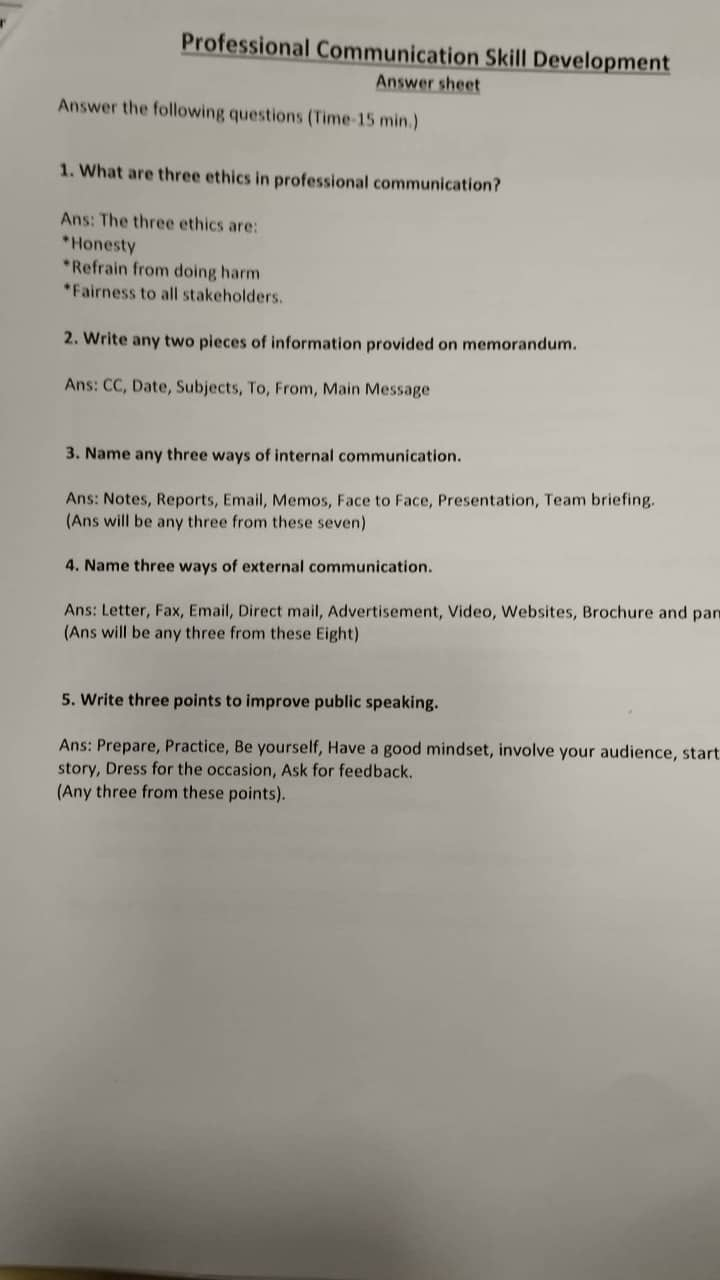 Professional Communication Skill Development
Answer sheet
Answer the following questions (Time-15 min.)
1. What are three ethics in professional communication?
Ans: The three ethics are:
*Honesty
*Refrain from doing harm
*Fairness to all stakeholders.
2. Write any two pieces of information provided on memorandum.
Ans: CC, Date, Subjects, To, From, Main Message
3. Name any three ways of internal communication.
Ans: Notes, Reports, Email, Memos, Face to Face, Presentation, Team briefing.
(Ans will be any three from these seven)
4. Name three ways of external communication.
Ans: Letter, Fax, Email, Direct mail, Advertisement, Video, Websites, Brochure and
(Ans will be any three from these Eight)
5. Write three points to improve public speaking.
Ans: Prepare, Practice, Be yourself, Have a good mindset, involve your audience, start
story, Dress for the occasion, Ask for feedback.
(Any three from these points).